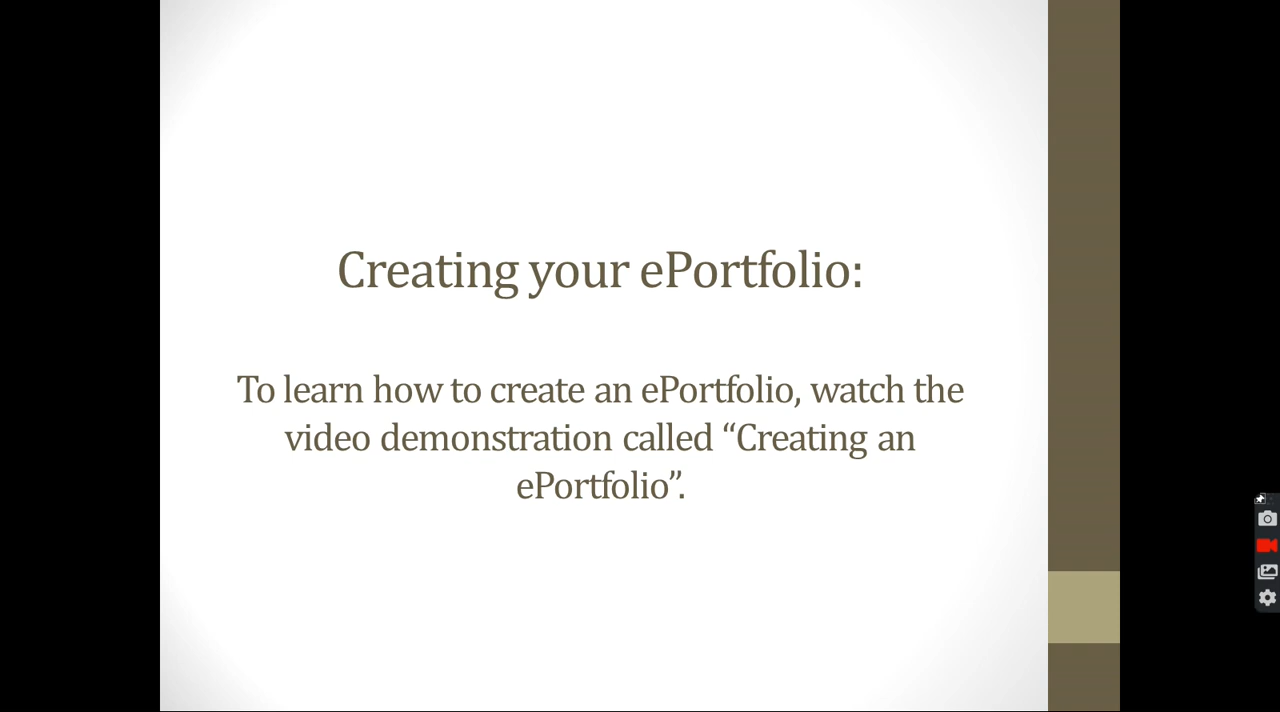 Creating your ePortfolio:
To learn how to create an ePortfolio, watch the
video demonstration called “Creating an
ePortfolio”.